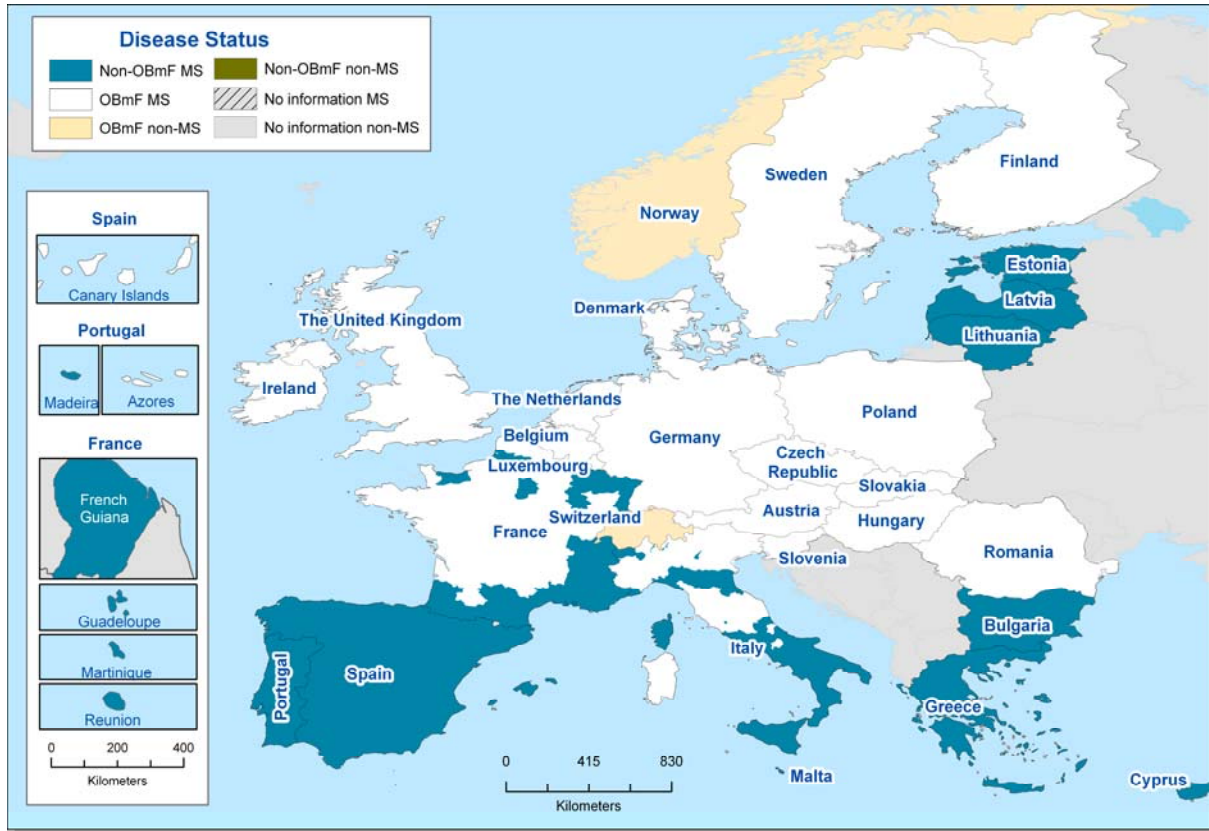 Disease Status
Non-OBmF MS
Non-OBmF non-MS
OBmF MS
No information MS
OBmF non-MS
No information non-MS
Spain
Canary Islands
Portugal
Madeira
Azores
France
French
Guiana
Guadeloupe
Martinique
Reunion
0 200 400
Kilometers
Finland
Sweden
Norway
Estonia
Latvia
Lithuania
Denmark
The United Kingdom
Ireland
The Netherlands
Belgium
Luxembourg
Germany
Poland
Czech
Republic
Slovakia
Austria
Hungary
Switzerland
France
Slovenia
Romania
Bulgaria
Italy
Spain
Portugal
Greece
Malta
Cyprus
0 415 830
Kilometers